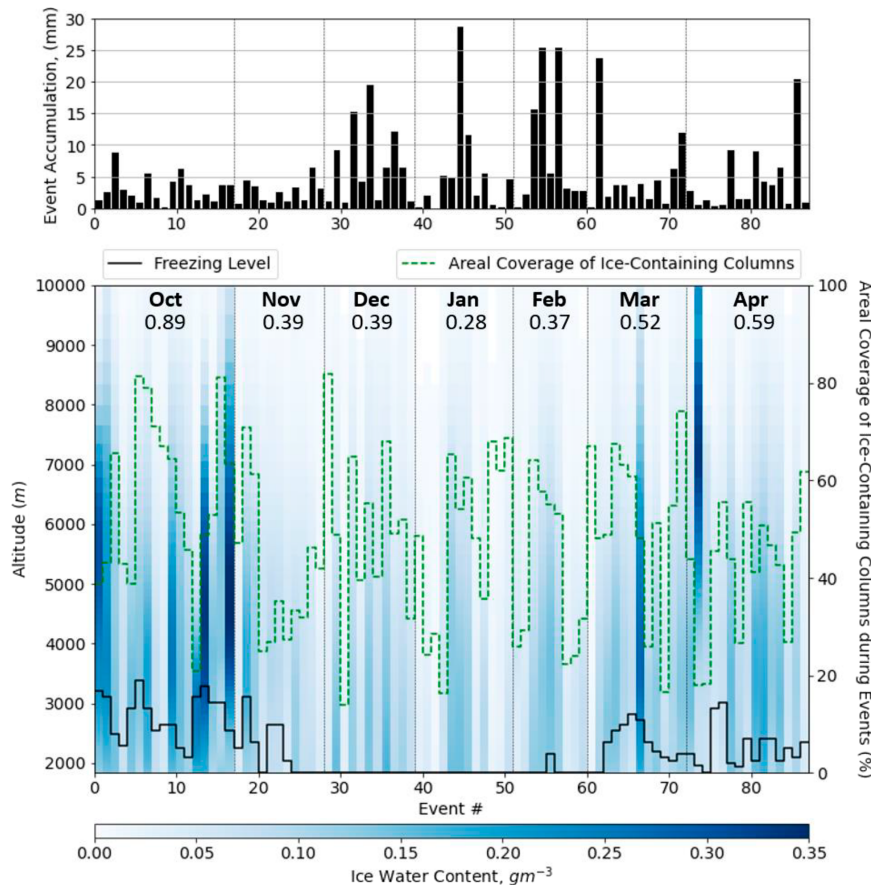 30
25
20
15
10
5
0
Event Accumulation, (mm)
0 10 20 30 40 50 60 70 80
Freezing Level
Areal Coverage of Ice-Containing Columns
10000
9000
8000
7000
6000
5000
4000
3000
2000
Altitude (m)
Oct Nov Dec Jan Feb Mar Apr
0.89 0.39 0.39 0.28 0.37 0.52 0.59
100
80
60
40
20
0
Areal Coverage of Ice-Containing Columns during Events (%)
0 10 20 30 40 50 60 70 80
Event #
0.00 0.05 0.10 0.15 0.20 0.25 0.30 0.35
Ice Water Content, gm⁻³